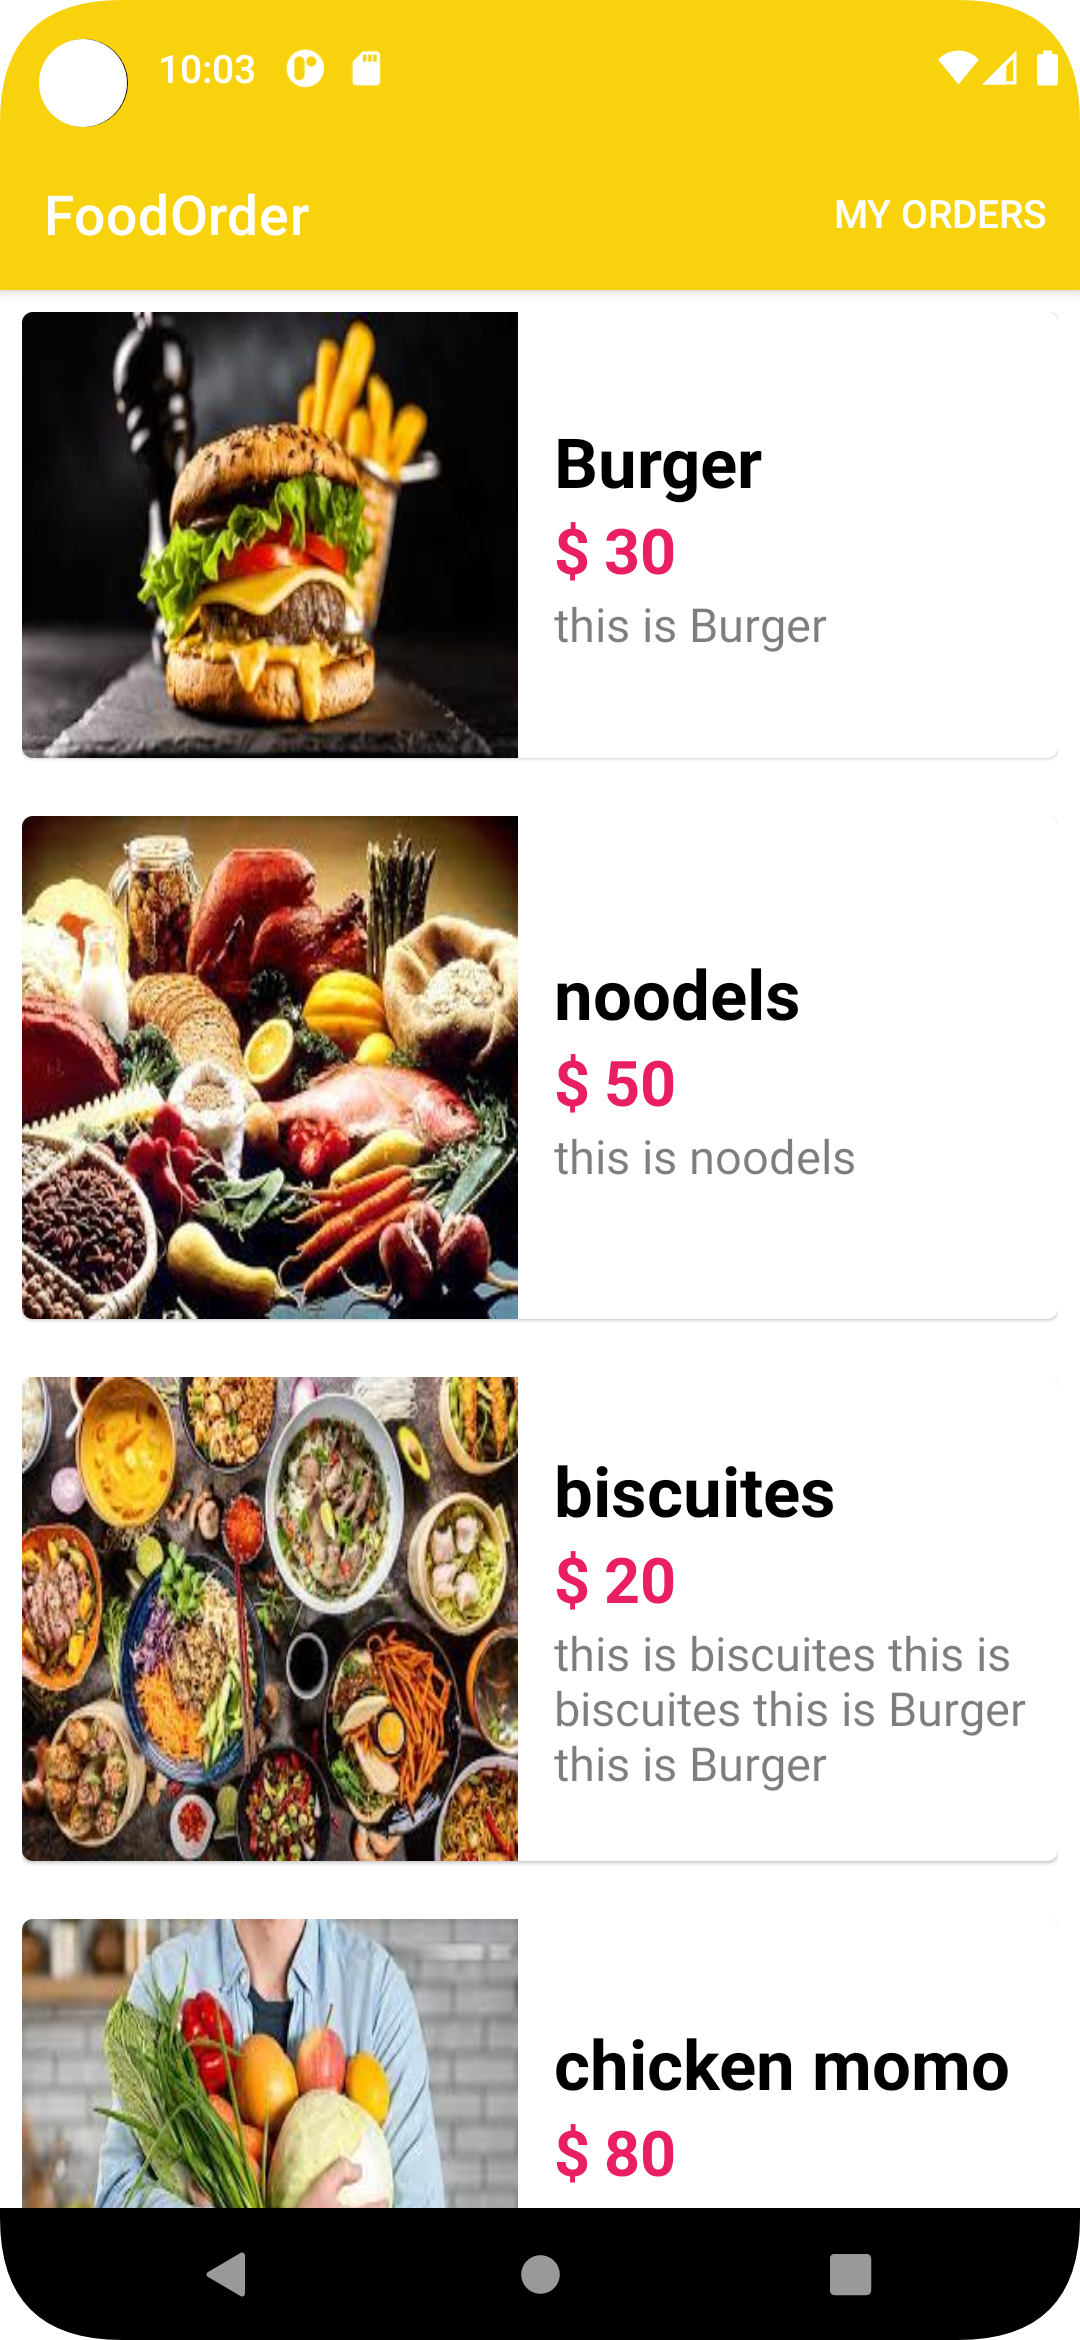 10:03
FoodOrder
MY ORDERS
Burger
$ 30
this is Burger
noodels
$ 50
this is noodels
biscuites
$ 20
this is biscuites this is
biscuites this is Burger
this is Burger
chicken momo
$ 80